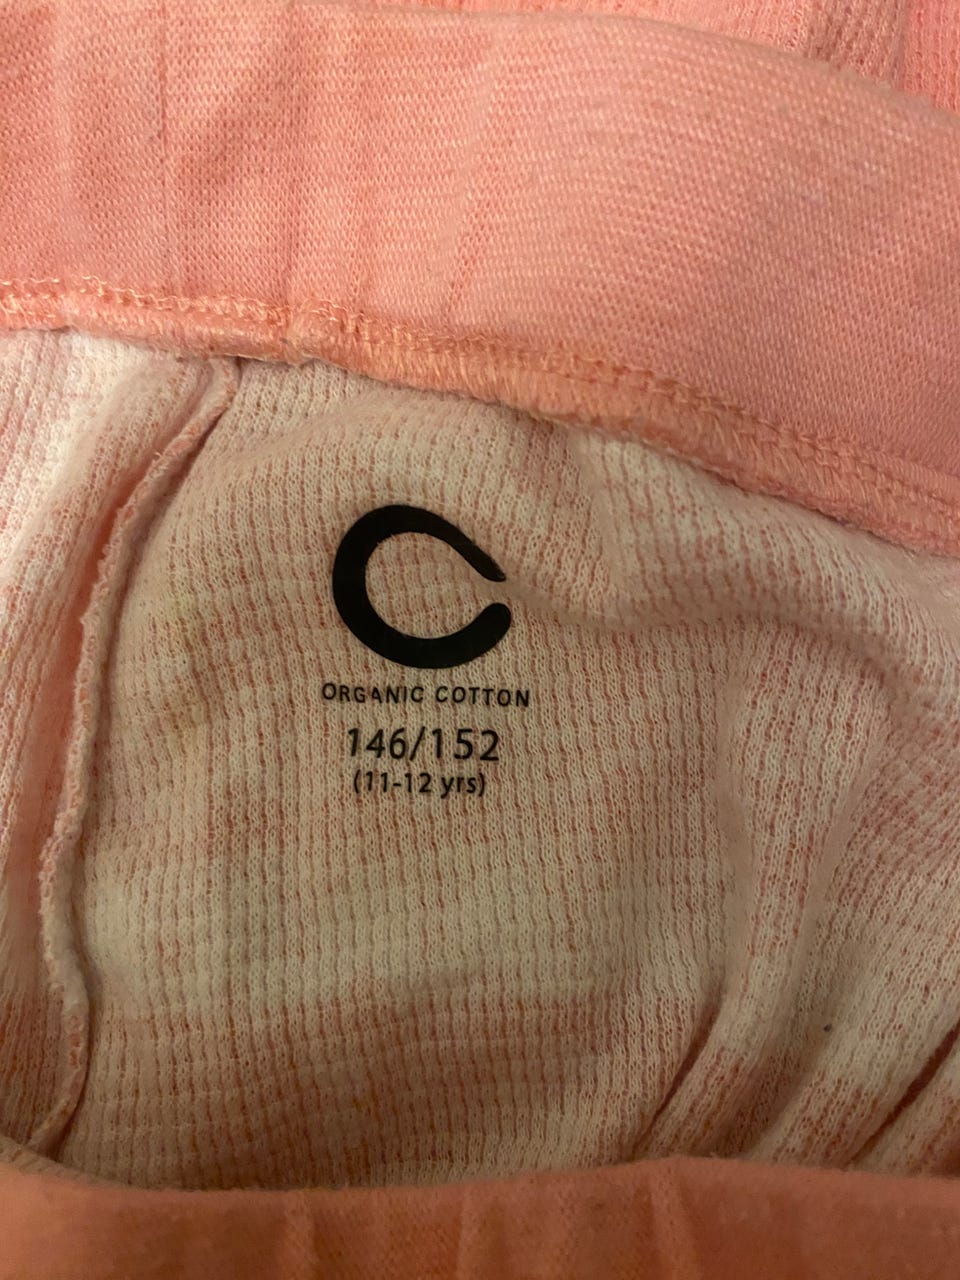 C
ORGANIC COTTON
146/152
(11-12 yrs)